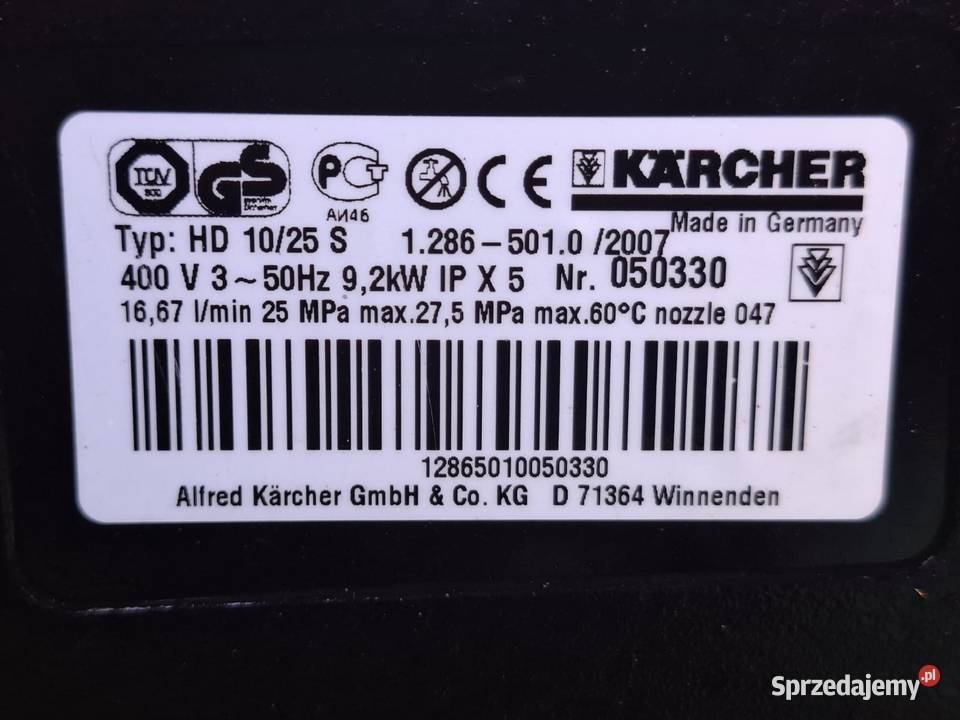 TÜV GS PCT CE KÄRCHER
АИ46
Made in Germany
Typ: HD 10/25 S 1.286-501.0 /2007
400 V 3~50Hz 9,2kW IP X 5 Nr. 050330
16,67 l/min 25 MPa max.27,5 MPa max.60°C nozzle 047
12865010050330
Alfred Kärcher GmbH & Co. KG D 71364 Winnenden
Sprzedajemy.pl